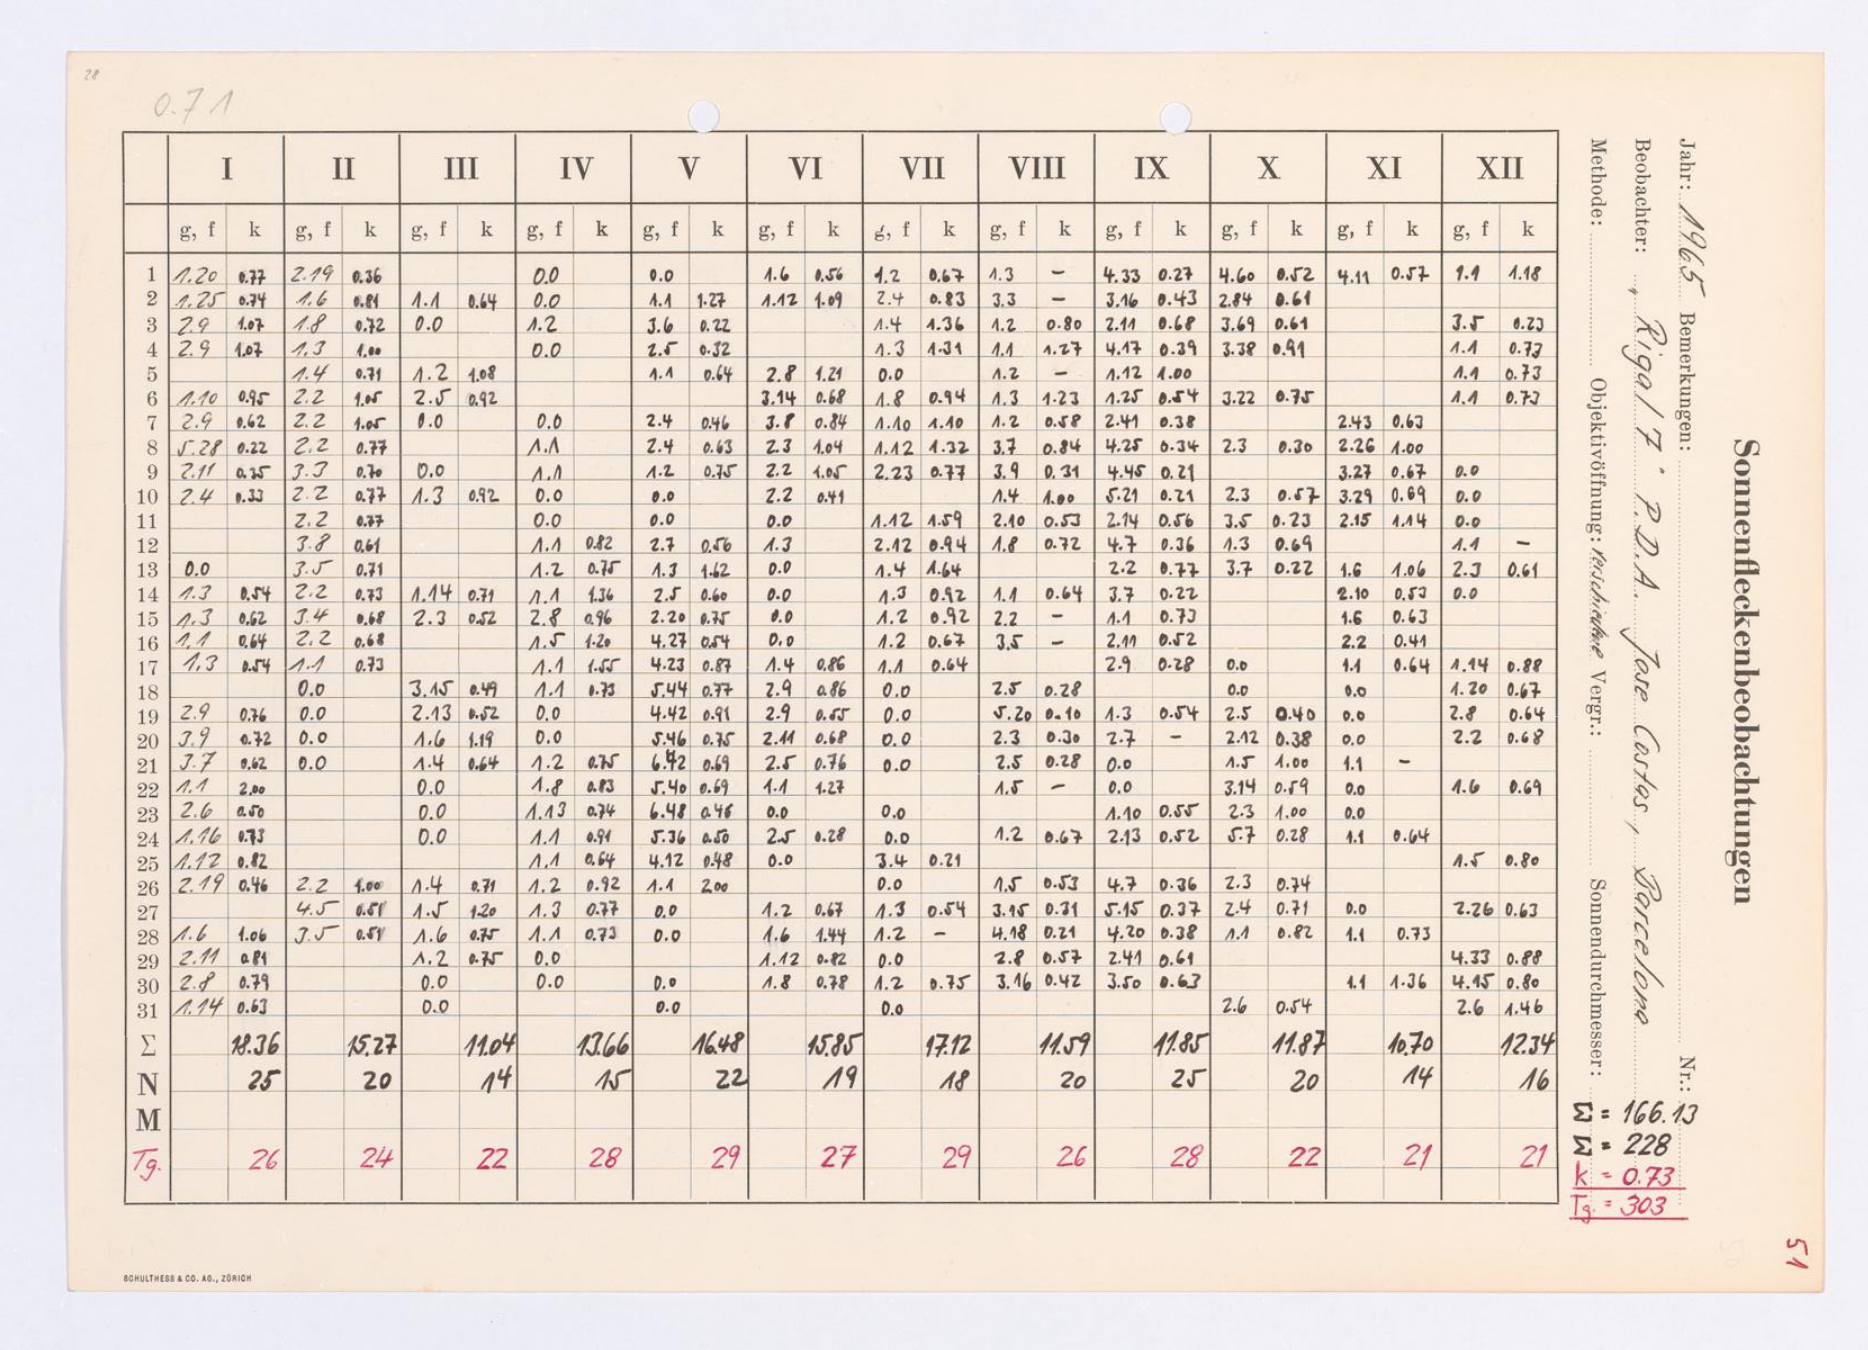 28
0.71
I II III IV V VI VII VIII IX X XI XII
g, f k g, f k g, f k g, f k g, f k g, f k g, f k g, f k g, f k g, f k g, f k g, f k
1 1.20 0.77 2.19 0.36 0.0 0.0 1.6 0.56 1.2 0.67 1.3 – 4.33 0.27 4.60 0.52 4.11 0.57 1.1 1.18
2 1.25 0.74 1.6 0.81 1.1 0.64 0.0 1.1 1.27 1.12 1.09 2.4 0.83 3.3 – 3.16 0.43 2.84 0.61
3 2.9 1.07 1.8 0.72 0.0 1.2 3.6 0.22 1.4 1.36 1.2 0.80 2.11 0.68 3.69 0.61 3.5 0.23
4 2.9 1.07 1.3 1.00 0.0 2.5 0.32 1.3 1.31 1.1 1.27 4.17 0.39 3.38 0.91 1.1 0.73
5 1.4 0.71 1.2 1.08 1.1 0.64 2.8 1.21 0.0 1.2 – 1.12 1.00 1.1 0.73
6 1.10 0.95 2.2 1.05 2.5 0.92 3.14 0.68 1.8 0.94 1.3 1.23 1.25 0.54 3.22 0.75 1.1 0.73
7 2.9 0.62 2.2 1.05 0.0 0.0 2.4 0.46 3.8 0.84 1.10 1.10 1.2 0.58 2.41 0.38 2.43 0.63
8 5.28 0.22 2.2 0.77 1.1 2.4 0.63 2.3 1.04 1.12 1.32 3.7 0.84 4.25 0.34 2.3 0.30 2.26 1.00
9 2.11 0.35 3.3 0.70 0.0 1.1 1.2 0.75 2.2 1.05 2.23 0.77 3.9 0.31 4.45 0.21 3.27 0.67 0.0
10 2.4 0.33 2.2 0.77 1.3 0.92 0.0 0.0 2.2 0.41 1.4 1.00 5.21 0.21 2.3 0.57 3.29 0.69 0.0
11 2.2 0.77 0.0 0.0 0.0 1.12 1.59 2.10 0.53 2.14 0.56 3.5 0.23 2.15 1.14 0.0
12 3.8 0.61 1.1 0.82 2.7 0.56 1.3 2.12 0.94 1.8 0.72 4.7 0.36 1.3 0.69 1.1 –
13 0.0 3.5 0.71 1.2 0.75 1.3 1.62 0.0 1.4 1.64 2.2 0.77 3.7 0.22 1.6 1.06 2.3 0.61
14 1.3 0.54 2.2 0.73 1.14 0.71 1.1 1.36 2.5 0.60 0.0 1.3 0.92 1.1 0.64 3.7 0.22 2.10 0.53 0.0
15 1.3 0.62 3.4 0.68 2.3 0.52 2.8 0.96 2.20 0.75 0.0 1.2 0.92 2.2 – 1.1 0.73 1.6 0.63
16 1.1 0.64 2.2 0.68 1.5 1.20 4.27 0.54 0.0 1.2 0.67 3.5 – 2.11 0.52 2.2 0.41
17 1.3 0.54 1.1 0.73 1.1 1.55 4.23 0.87 1.4 0.86 1.1 0.64 2.9 0.28 0.0 1.1 0.64 1.14 0.88
18 0.0 3.15 0.49 1.1 0.73 5.44 0.77 2.9 0.86 0.0 2.5 0.28 0.0 0.0 1.20 0.67
19 2.9 0.76 0.0 2.13 0.52 0.0 4.42 0.91 2.9 0.55 0.0 5.20 0.10 1.3 0.54 2.5 0.40 0.0 2.8 0.64
20 3.9 0.72 0.0 1.6 1.19 0.0 5.46 0.75 2.11 0.68 0.0 2.3 0.30 2.7 – 2.12 0.38 0.0 2.2 0.68
21 3.7 0.62 0.0 1.4 0.64 1.2 0.75 6.42 0.69 2.5 0.76 0.0 2.5 0.28 0.0 1.5 1.00 1.1 –
22 1.1 2.00 0.0 1.8 0.83 5.40 0.69 1.1 1.27 1.5 – 0.0 3.14 0.59 0.0 1.6 0.69
23 2.6 0.50 0.0 1.13 0.74 6.48 0.46 0.0 0.0 1.10 0.55 2.3 1.00 0.0
24 1.16 0.73 0.0 1.1 0.91 5.36 0.50 2.5 0.28 0.0 1.2 0.67 2.13 0.52 5.7 0.28 1.1 0.64
25 1.12 0.82 1.1 0.64 4.12 0.48 0.0 3.4 0.21 1.5 0.80
26 2.19 0.46 2.2 1.00 1.4 0.71 1.2 0.92 1.1 2.00 0.0 1.5 0.53 4.7 0.36 2.3 0.74
27 4.5 0.51 1.5 1.20 1.3 0.77 0.0 1.2 0.67 1.3 0.54 3.15 0.31 5.15 0.37 2.4 0.71 0.0 2.26 0.63
28 1.6 1.06 3.5 0.51 1.6 0.75 1.1 0.73 0.0 1.6 1.44 1.2 – 4.18 0.21 4.20 0.38 1.1 0.82 1.1 0.73
29 2.11 0.81 1.2 0.75 0.0 1.12 0.82 0.0 2.8 0.57 2.41 0.61 4.33 0.88
30 2.8 0.79 0.0 0.0 0.0 1.8 0.78 1.2 0.75 3.16 0.42 3.50 0.63 1.1 1.36 4.15 0.80
31 1.14 0.63 0.0 0.0 0.0 2.6 0.54 2.6 1.46
Σ 18.36 15.27 11.04 13.66 16.48 15.85 17.12 11.59 11.85 11.87 10.70 12.34
N 25 20 14 15 22 19 18 20 25 20 14 16
M
Tg. 26 24 22 28 29 27 29 26 28 22 21 21
Sonnenfleckenbeobachtungen
Jahr: 1965 Bemerkungen: Nr.:
Beobachter: „ Rigal 7° P.D.A. Jose Costas, Barcelona
Methode: Objektivöffnung: verschiedene Vergr.: Sonnendurchmesser:
Σ = 166.13
Σ = 228
k = 0.73
Tg. = 303
51
SCHULTHESS & CO. AG., ZÜRICH